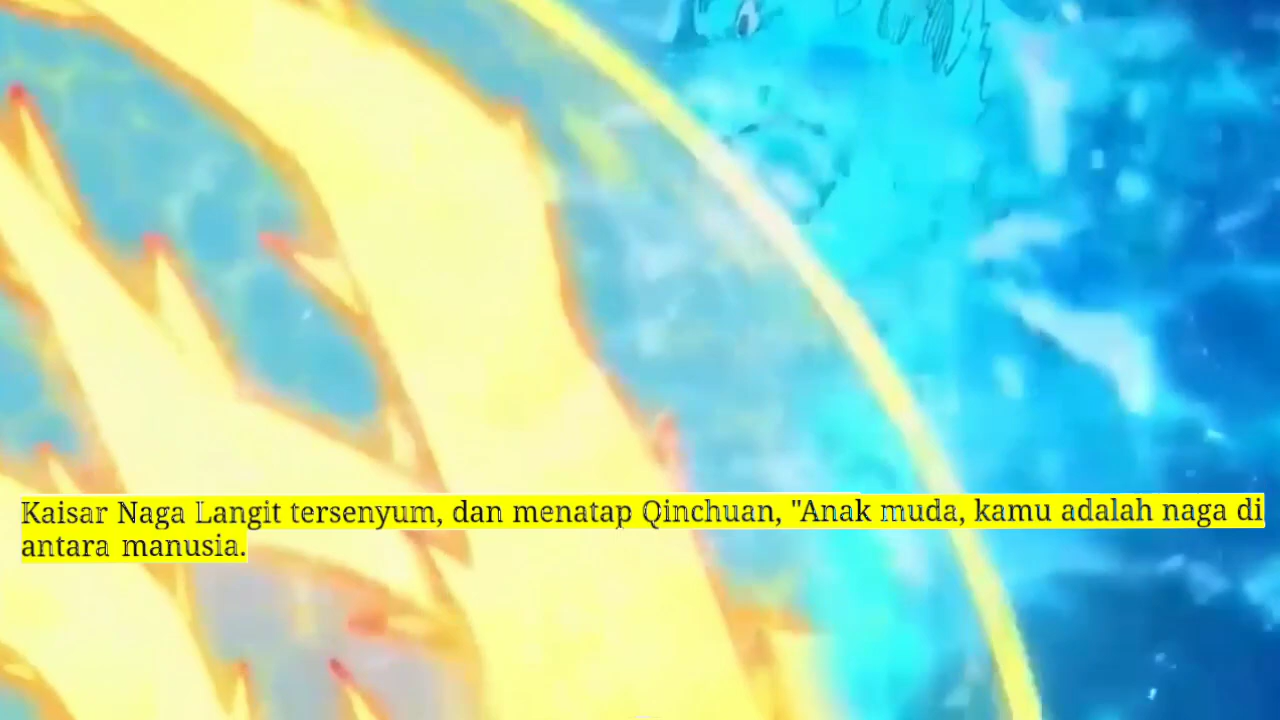 Kaisar Naga Langit tersenyum, dan menatap Qinchuan, "Anak muda, kamu adalah naga di
antara manusia.